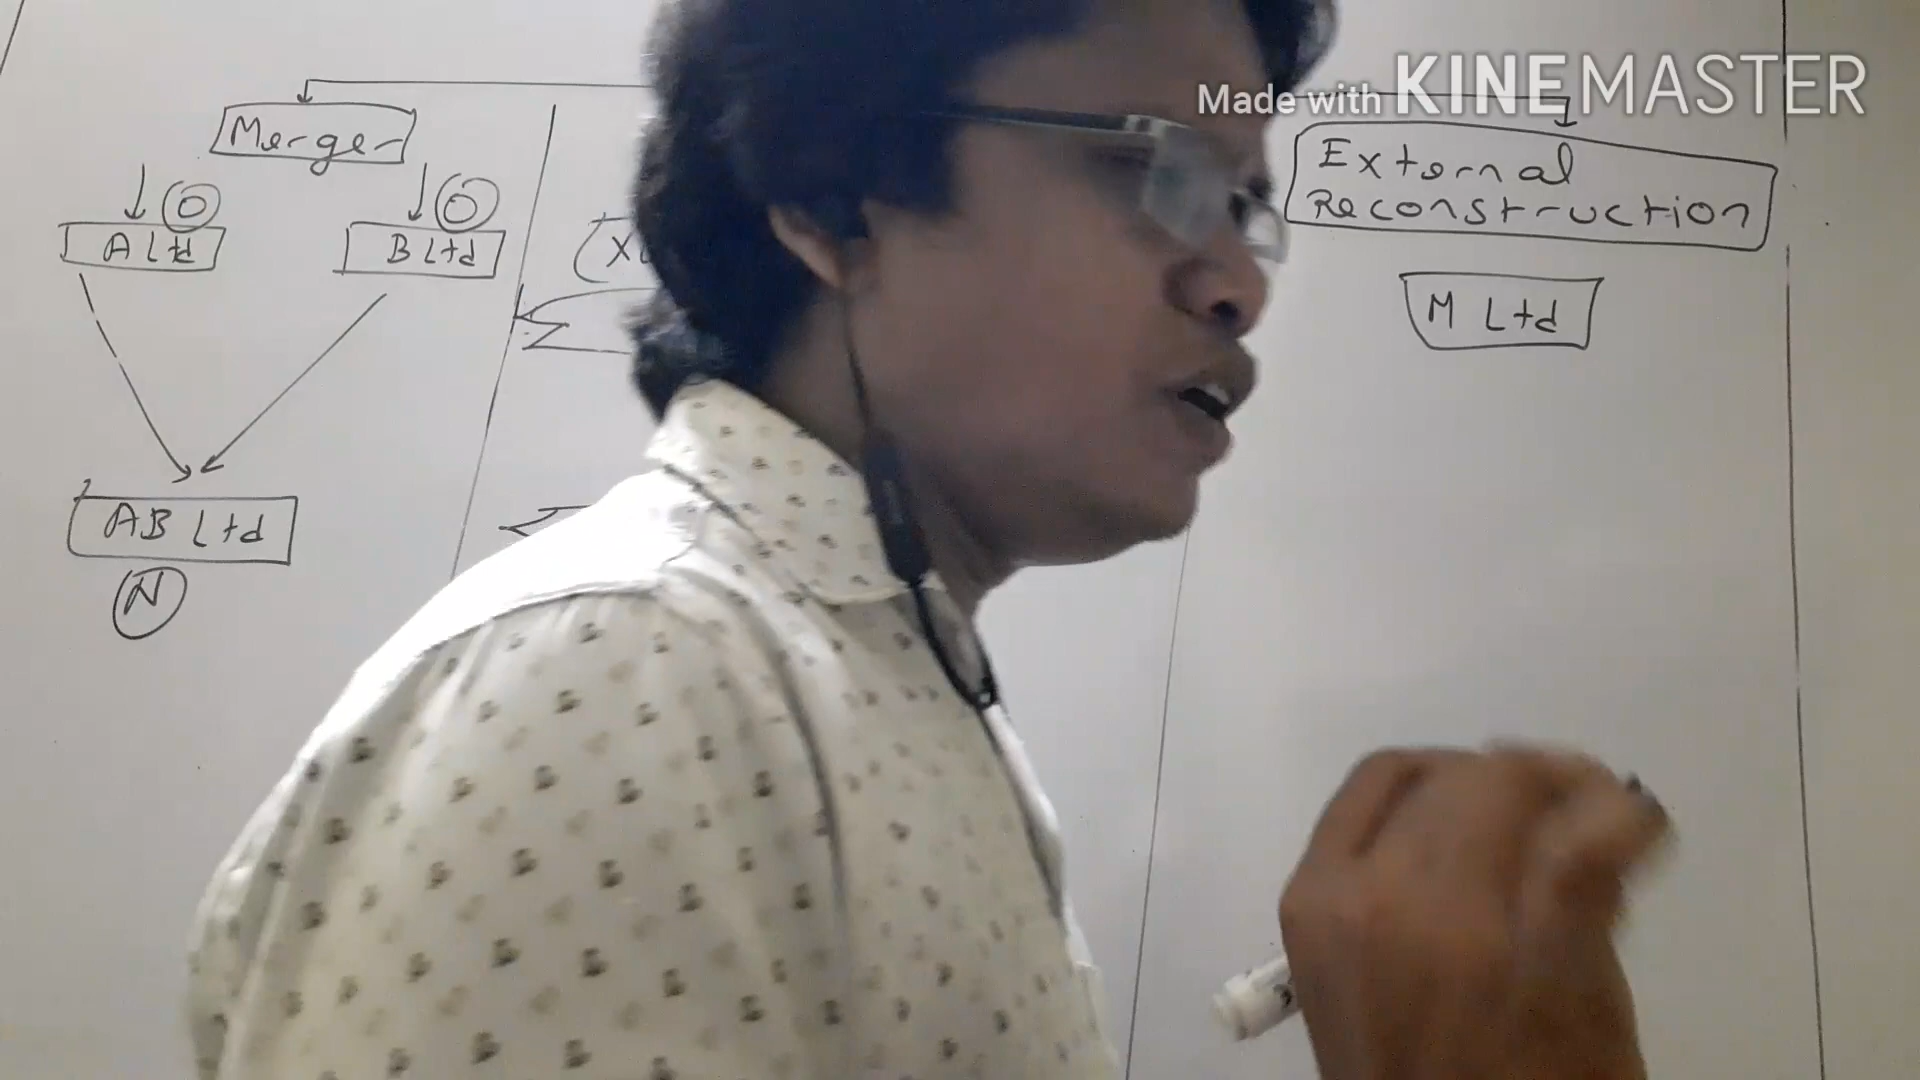 Made with KINEMASTER
Merger
O
O
A Ltd
B Ltd
External
Reconstruction
M Ltd
AB Ltd
N